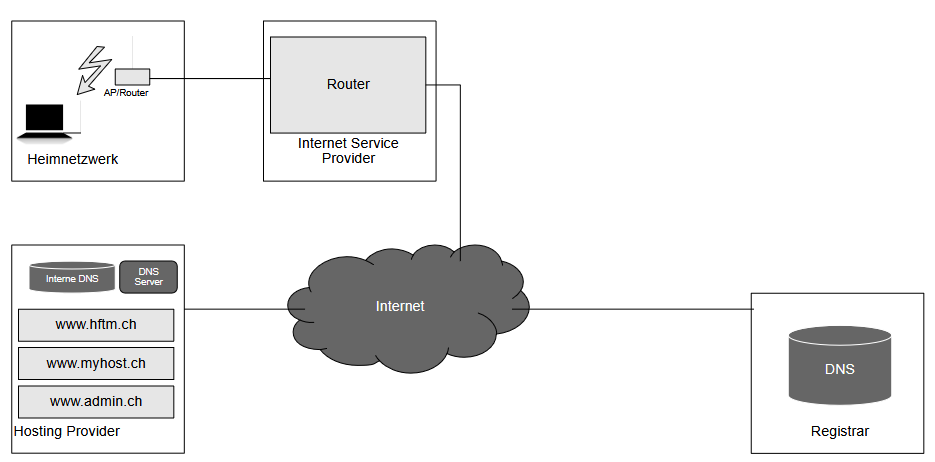 AP/Router
Heimnetzwerk
Router
Internet Service
Provider
Interne DNS
DNS
Server
www.hftm.ch
www.myhost.ch
www.admin.ch
Hosting Provider
Internet
DNS
Registrar